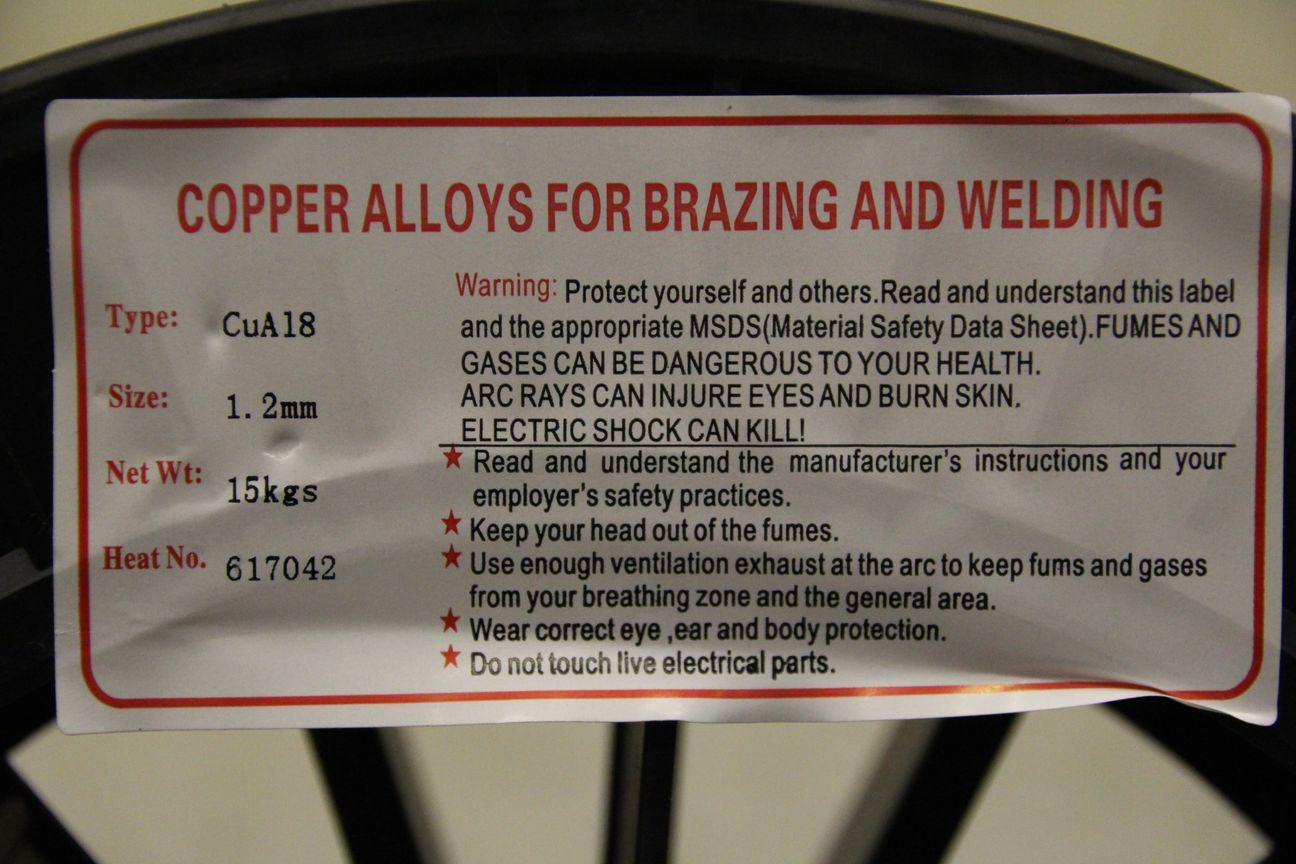 COPPER ALLOYS FOR BRAZING AND WELDING
Type: CuA18
Size: 1.2mm
Net Wt: 15kgs
Heat No. 617042
Warning: Protect yourself and others.Read and understand this label
and the appropriate MSDS(Material Safety Data Sheet).FUMES AND
GASES CAN BE DANGEROUS TO YOUR HEALTH.
ARC RAYS CAN INJURE EYES AND BURN SKIN.
ELECTRIC SHOCK CAN KILL!
★ Read and understand the manufacturer's instructions and your
employer's safety practices.
★ Keep your head out of the fumes.
★ Use enough ventilation exhaust at the arc to keep fums and gases
from your breathing zone and the general area.
★ Wear correct eye ,ear and body protection.
★ Do not touch live electrical parts.